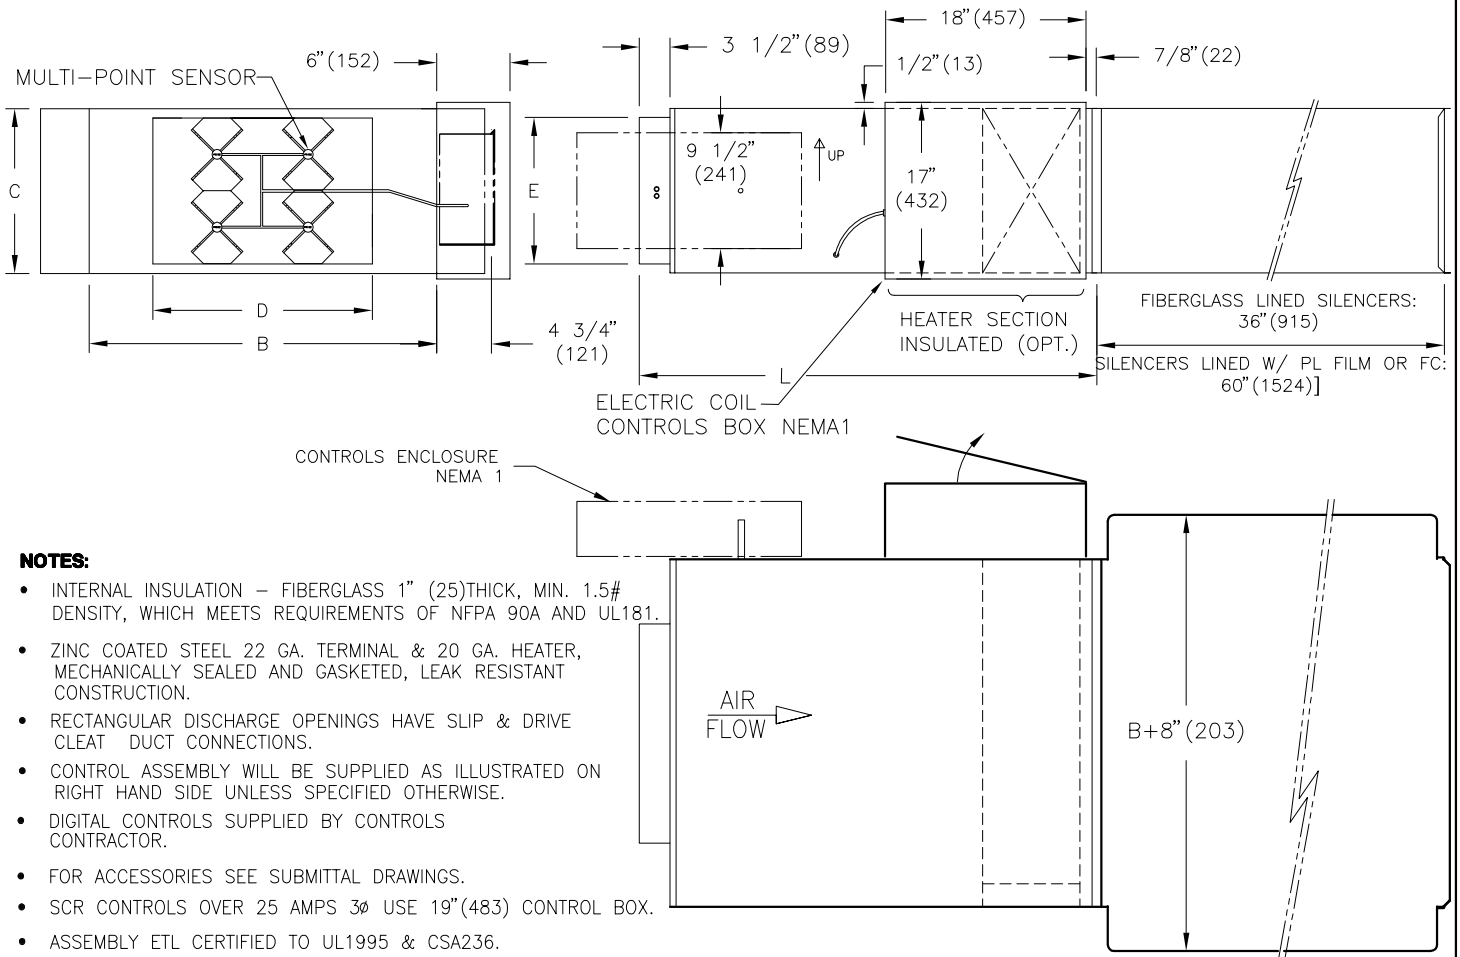 18"(457)
3 1/2"(89)
6"(152)
1/2"(13)
7/8"(22)
MULTI-POINT SENSOR
9 1/2"
(241)
UP
C
E
17"
(432)
D
B
4 3/4"
(121)
HEATER SECTION
INSULATED (OPT.)
FIBERGLASS LINED SILENCERS:
36"(915)
L
SILENCERS LINED W/ PL FILM OR FC:
60"(1524)]
ELECTRIC COIL
CONTROLS BOX NEMA1
CONTROLS ENCLOSURE
NEMA 1
NOTES:
• INTERNAL INSULATION – FIBERGLASS 1" (25)THICK, MIN. 1.5#
DENSITY, WHICH MEETS REQUIREMENTS OF NFPA 90A AND UL181.
• ZINC COATED STEEL 22 GA. TERMINAL & 20 GA. HEATER,
MECHANICALLY SEALED AND GASKETED, LEAK RESISTANT
CONSTRUCTION.
• RECTANGULAR DISCHARGE OPENINGS HAVE SLIP & DRIVE
CLEAT DUCT CONNECTIONS.
• CONTROL ASSEMBLY WILL BE SUPPLIED AS ILLUSTRATED ON
RIGHT HAND SIDE UNLESS SPECIFIED OTHERWISE.
• DIGITAL CONTROLS SUPPLIED BY CONTROLS
CONTRACTOR.
• FOR ACCESSORIES SEE SUBMITTAL DRAWINGS.
• SCR CONTROLS OVER 25 AMPS 3ø USE 19"(483) CONTROL BOX.
• ASSEMBLY ETL CERTIFIED TO UL1995 & CSA236.
AIR
FLOW
B+8"(203)